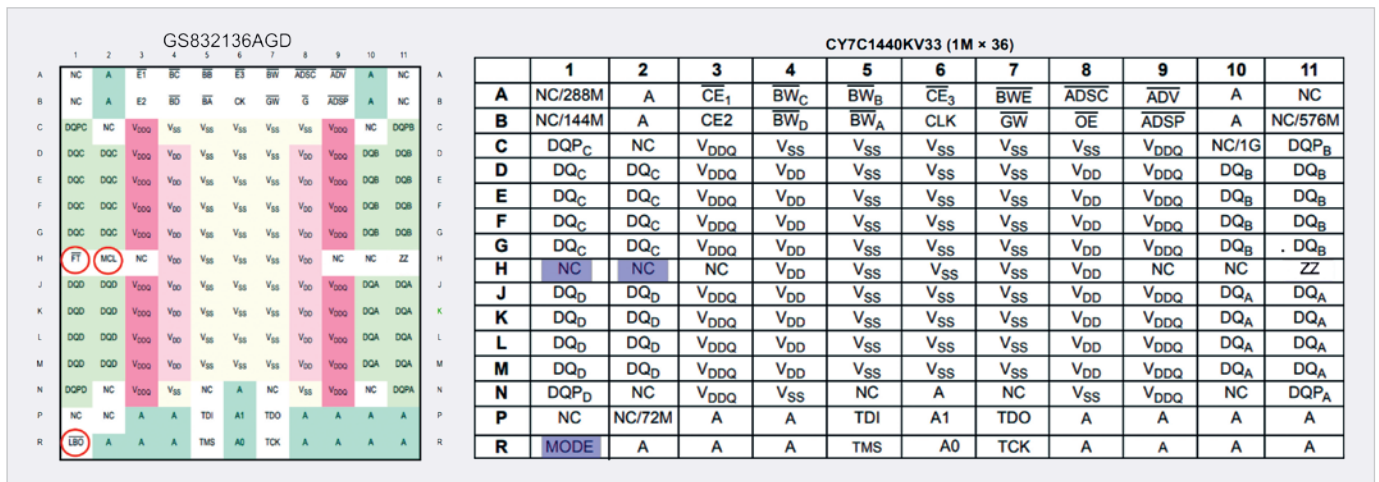 GS832136AGD
1 2 3 4 5 6 7 8 9 10 11
A NC A E1 BC BB E3 BW ADSC ADV A NC A
B NC A E2 BD BA CK GW G ADSP A NC B
C DQPC NC VDDQ VSS VSS VSS VSS VSS VDDQ NC DQPB C
D DQC DQC VDDQ VDD VSS VSS VSS VDD VDDQ DQB DQB D
E DQC DQC VDDQ VDD VSS VSS VSS VDD VDDQ DQB DQB E
F DQC DQC VDDQ VDD VSS VSS VSS VDD VDDQ DQB DQB F
G DQC DQC VDDQ VDD VSS VSS VSS VDD VDDQ DQB DQB G
H FT MCL NC VDD VSS VSS VSS VDD NC NC ZZ H
J DQD DQD VDDQ VDD VSS VSS VSS VDD VDDQ DQA DQA J
K DQD DQD VDDQ VDD VSS VSS VSS VDD VDDQ DQA DQA K
L DQD DQD VDDQ VDD VSS VSS VSS VDD VDDQ DQA DQA L
M DQD DQD VDDQ VDD VSS VSS VSS VDD VDDQ DQA DQA M
N DQPD NC VDDQ VSS NC A NC VSS VDDQ NC DQPA N
P NC NC A A TDI A1 TDO A A A A P
R LBO A A A TMS A0 TCK A A A A R
CY7C1440KV33 (1M × 36)
1 2 3 4 5 6 7 8 9 10 11
A NC/288M A CE1 BWC BWB CE3 BWE ADSC ADV A NC
B NC/144M A CE2 BWD BWA CLK GW OE ADSP A NC/576M
C DQPC NC VDDQ VSS VSS VSS VSS VSS VDDQ NC/1G DQPB
D DQC DQC VDDQ VDD VSS VSS VSS VDD VDDQ DQB DQB
E DQC DQC VDDQ VDD VSS VSS VSS VDD VDDQ DQB DQB
F DQC DQC VDDQ VDD VSS VSS VSS VDD VDDQ DQB DQB
G DQC DQC VDDQ VDD VSS VSS VSS VDD VDDQ DQB . DQB
H NC NC NC VDD VSS VSS VSS VDD NC NC ZZ
J DQD DQD VDDQ VDD VSS VSS VSS VDD VDDQ DQA DQA
K DQD DQD VDDQ VDD VSS VSS VSS VDD VDDQ DQA DQA
L DQD DQD VDDQ VDD VSS VSS VSS VDD VDDQ DQA DQA
M DQD DQD VDDQ VDD VSS VSS VSS VDD VDDQ DQA DQA
N DQPD NC VDDQ VSS NC A NC VSS VDDQ NC DQPA
P NC NC/72M A A TDI A1 TDO A A A A
R MODE A A A TMS A0 TCK A A A A